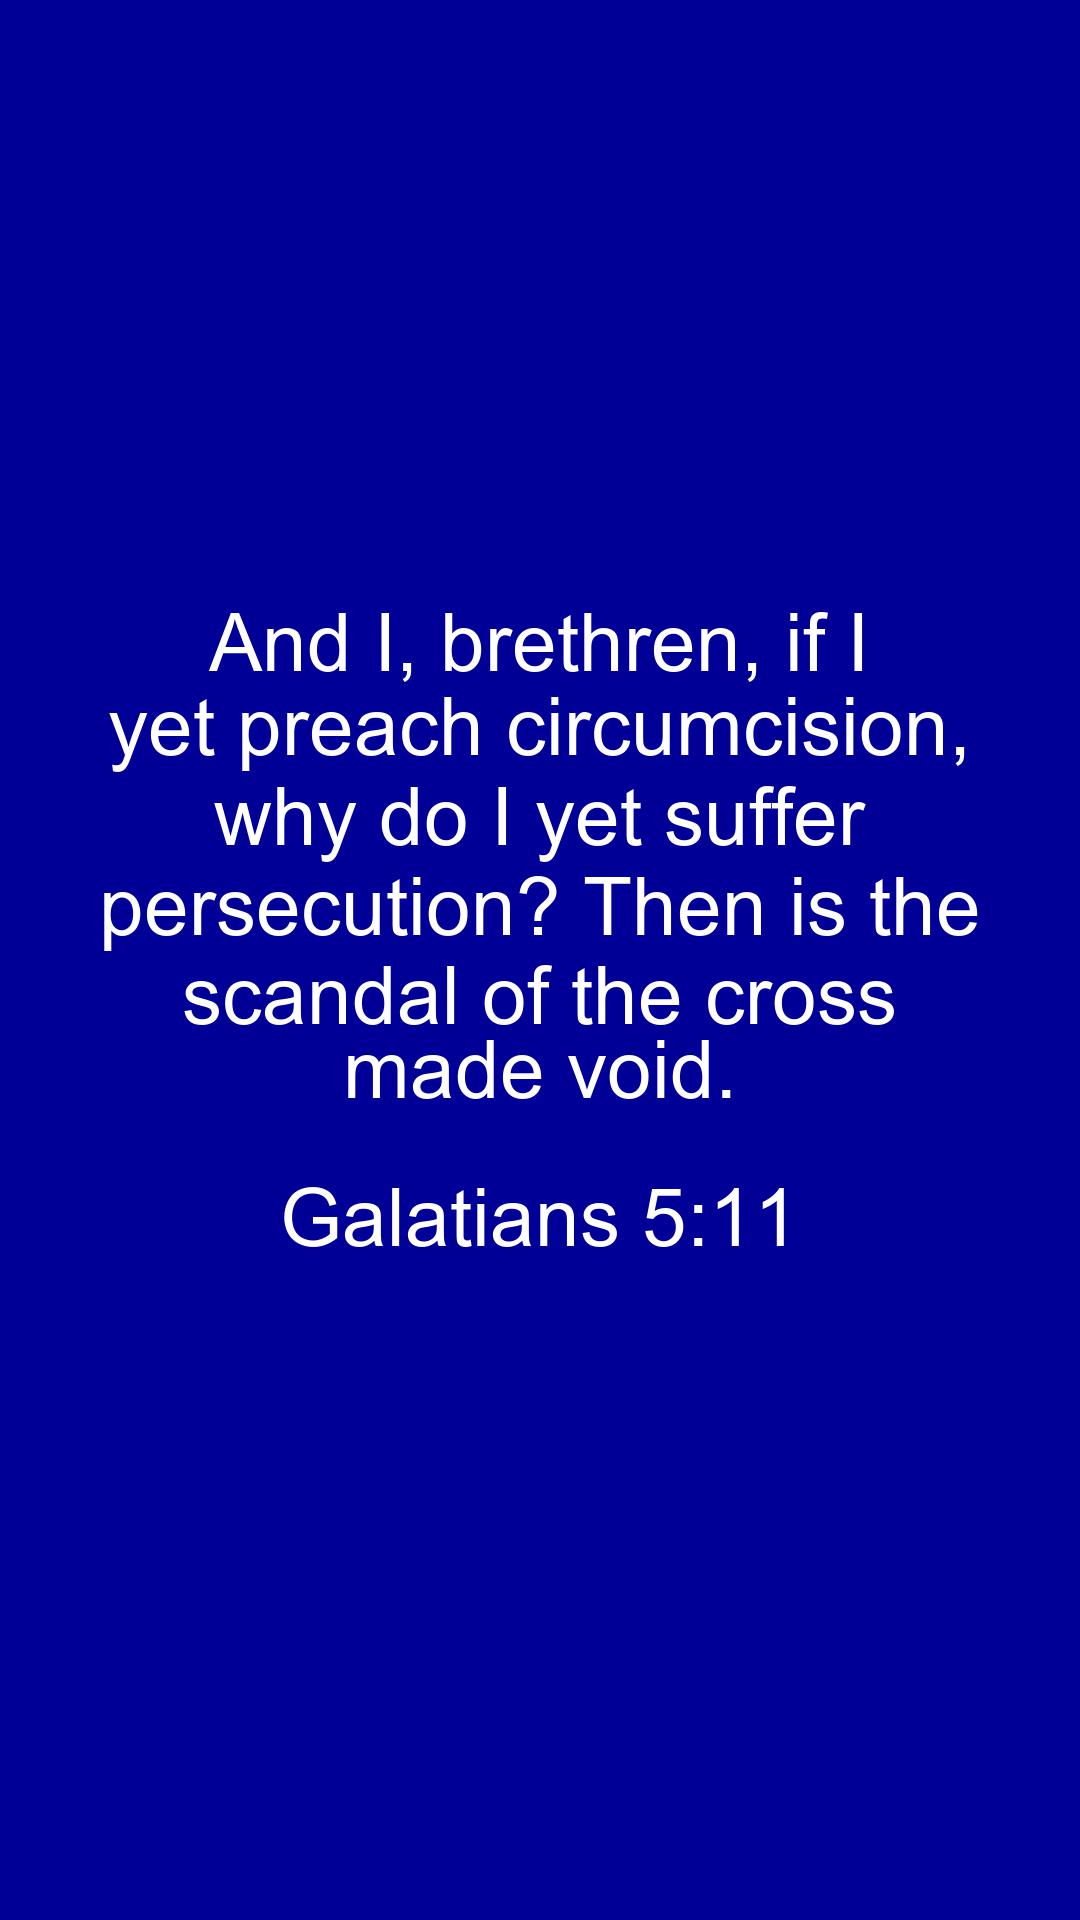 And I, brethren, if I
yet preach circumcision,
why do I yet suffer
persecution? Then is the
scandal of the cross
made void.
Galatians 5:11